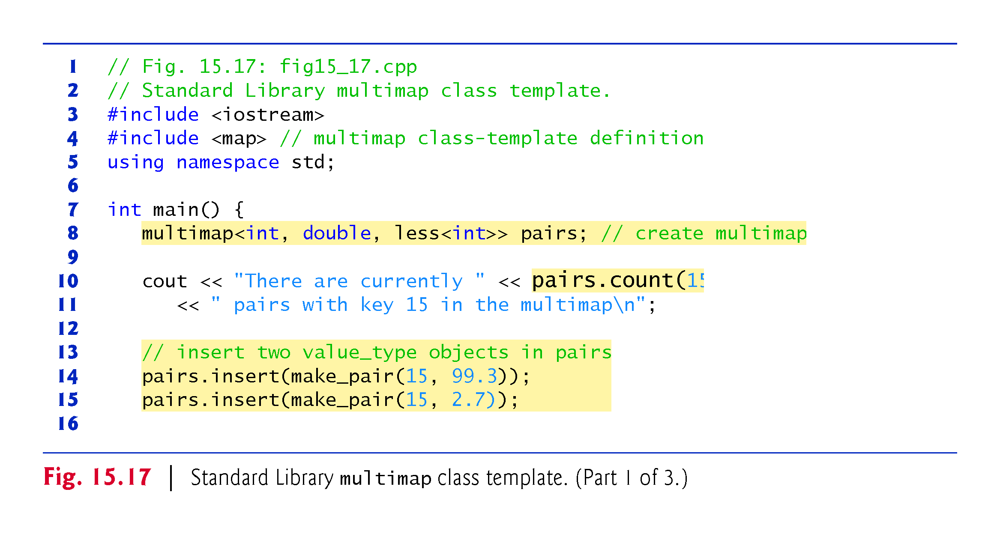 1 // Fig. 15.17: fig15_17.cpp
2 // Standard Library multimap class template.
3 #include <iostream>
4 #include <map> // multimap class-template definition
5 using namespace std;
6
7 int main() {
8 multimap<int, double, less<int>> pairs; // create multimap
9
10 cout << "There are currently " << pairs.count(15
11 << " pairs with key 15 in the multimap\n";
12
13 // insert two value_type objects in pairs
14 pairs.insert(make_pair(15, 99.3));
15 pairs.insert(make_pair(15, 2.7));
16
Fig. 15.17 | Standard Library multimap class template. (Part 1 of 3.)